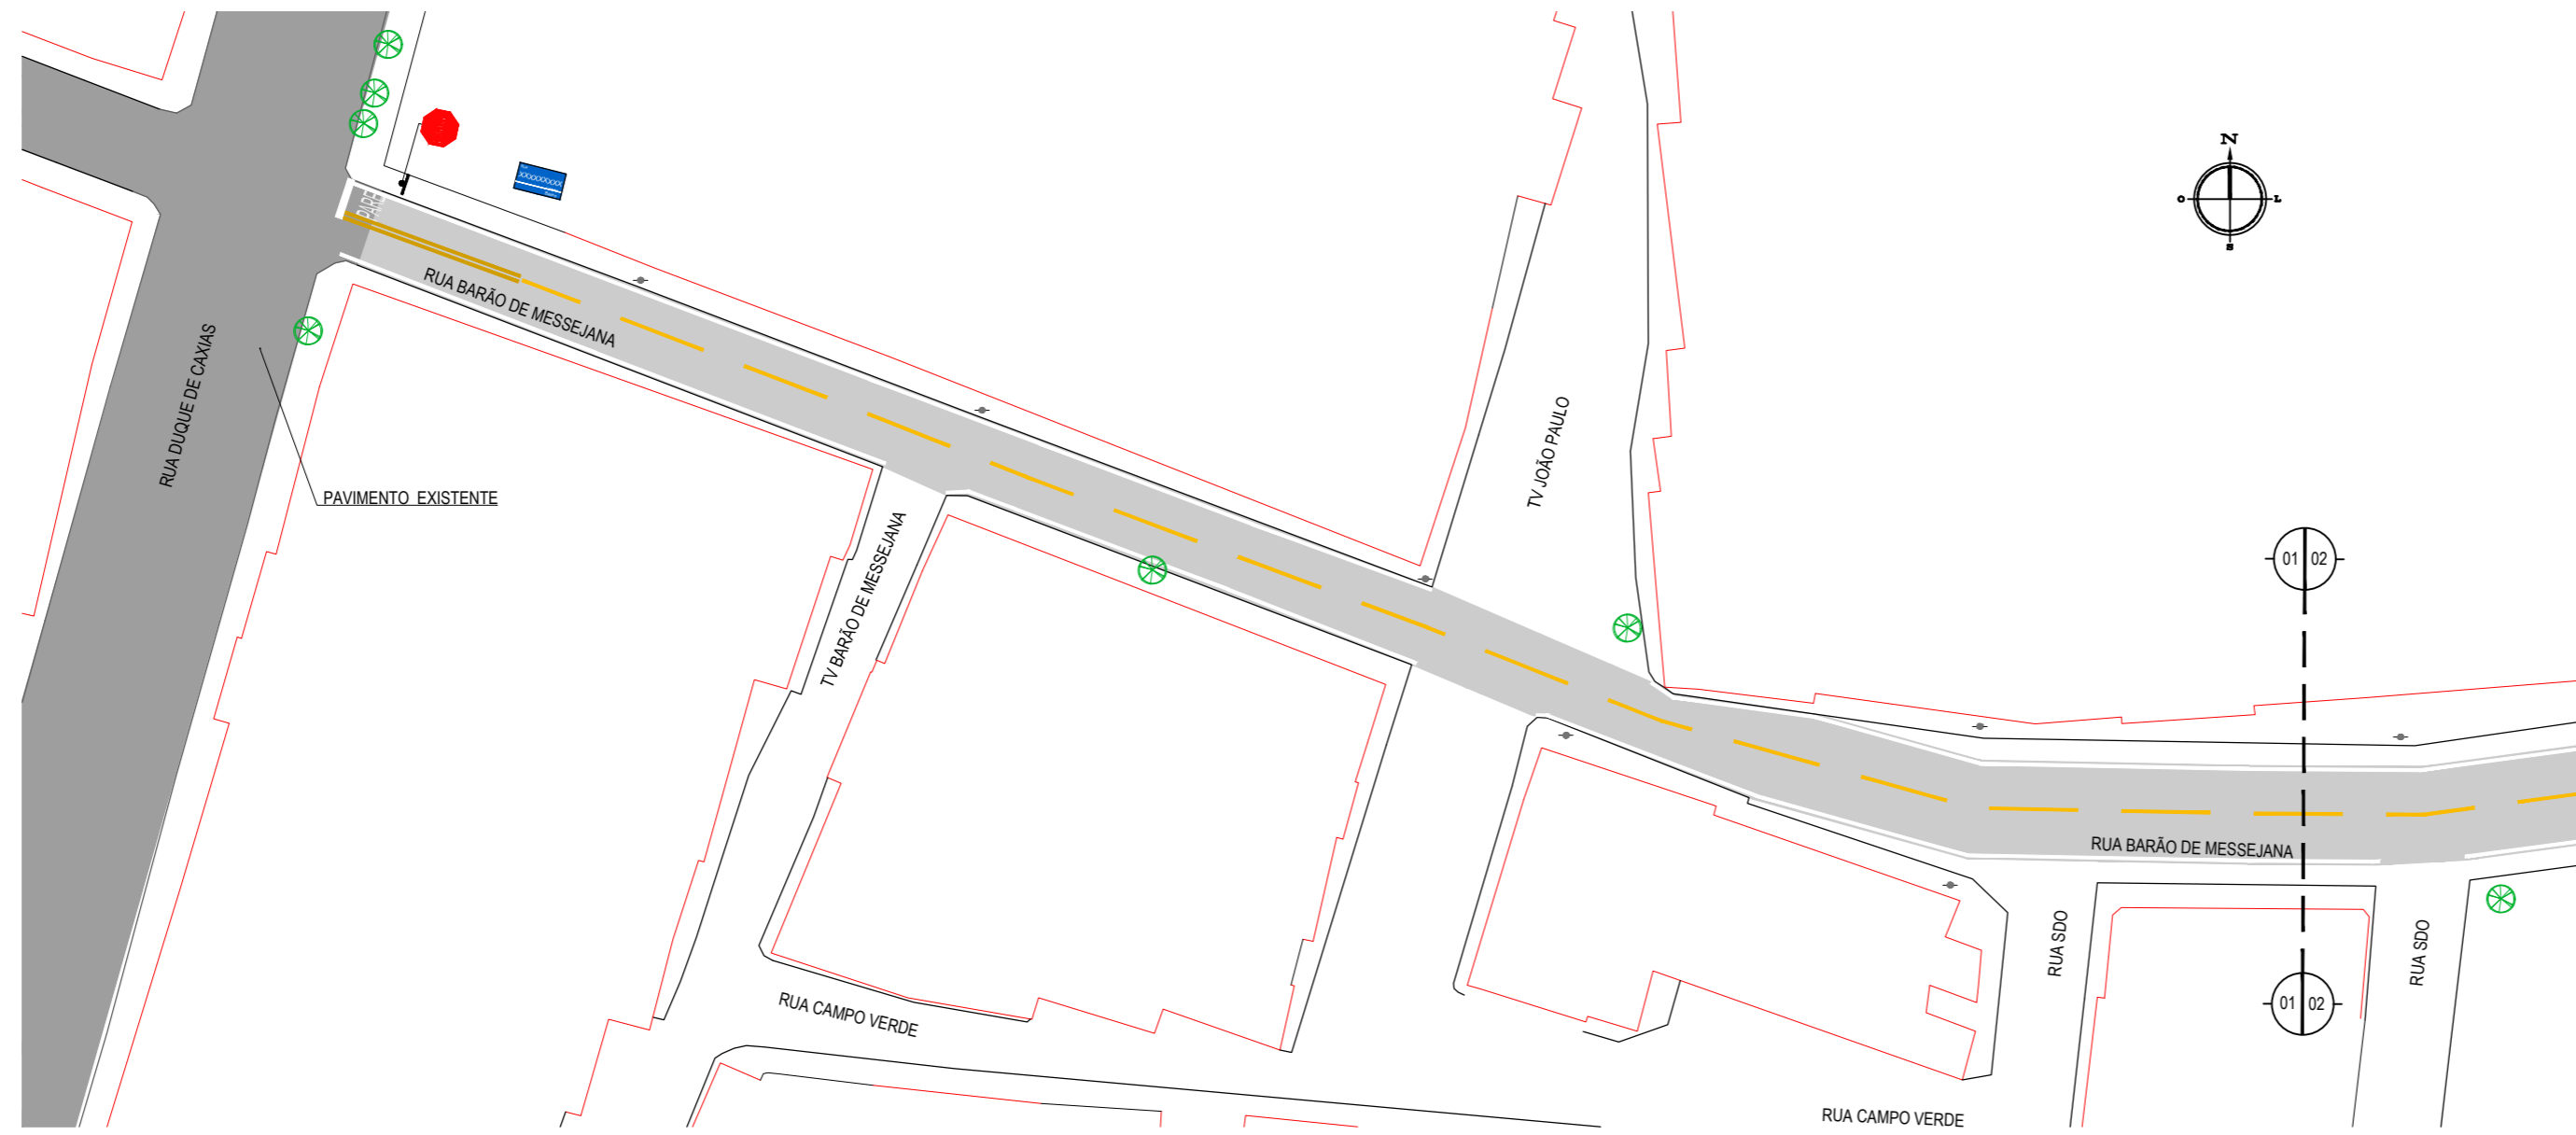 N
O
L
S
XXXXXXXXXX
PARE
RUA BARÃO DE MESSEJANA
RUA DUQUE DE CAXIAS
PAVIMENTO EXISTENTE
TV BARÃO DE MESSEJANA
TV JOÃO PAULO
01 02
RUA BARÃO DE MESSEJANA
RUA SDO
RUA SDO
01 02
RUA CAMPO VERDE
RUA CAMPO VERDE